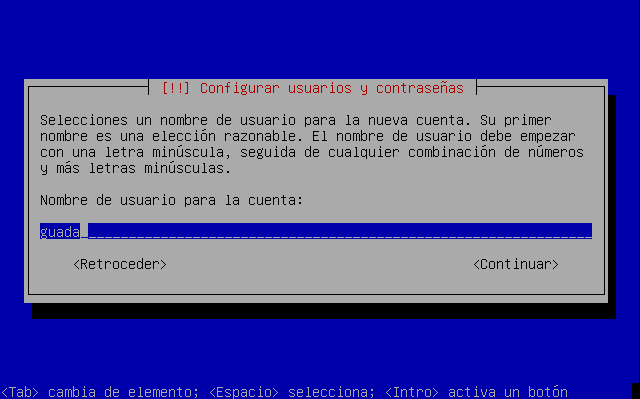 [!!] Configurar usuarios y contraseñas
Selecciones un nombre de usuario para la nueva cuenta. Su primer
nombre es una elección razonable. El nombre de usuario debe empezar
con una letra minúscula, seguida de cualquier combinación de números
y más letras minúsculas.
Nombre de usuario para la cuenta:
guada
<Retroceder> <Continuar>
<Tab> cambia de elemento; <Espacio> selecciona; <Intro> activa un botón